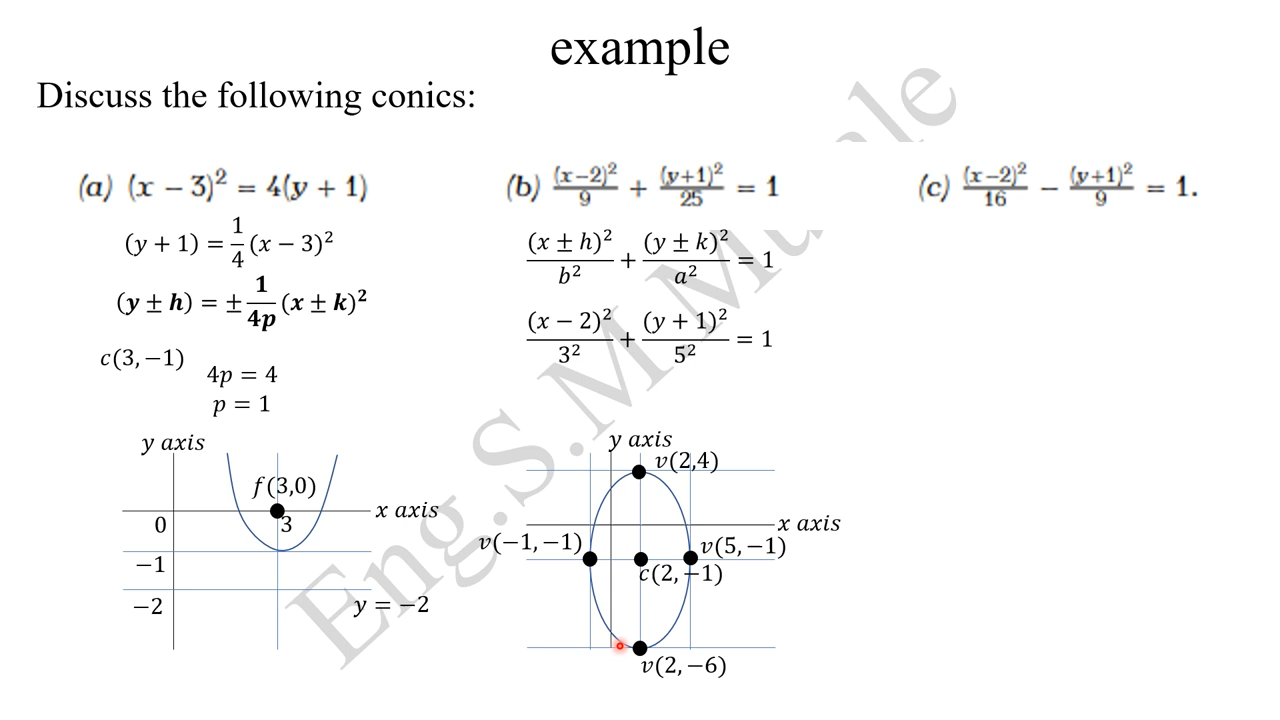 example
Discuss the following conics:
(a) (x − 3)² = 4(y + 1)
(y + 1) = 1/4 (x − 3)²
(y ± h) = ± 1/4p (x ± k)²
c(3, −1)
4p = 4
p = 1
y axis
f(3,0)
x axis
0
3
−1
−2
y = −2
(b) (x−2)²/9 + (y+1)²/25 = 1
(x ± h)²/b² + (y ± k)²/a² = 1
(x − 2)²/3² + (y + 1)²/5² = 1
y axis
v(2,4)
x axis
v(−1, −1)
v(5, −1)
c(2, −1)
v(2, −6)
(c) (x−2)²/16 − (y+1)²/9 = 1.